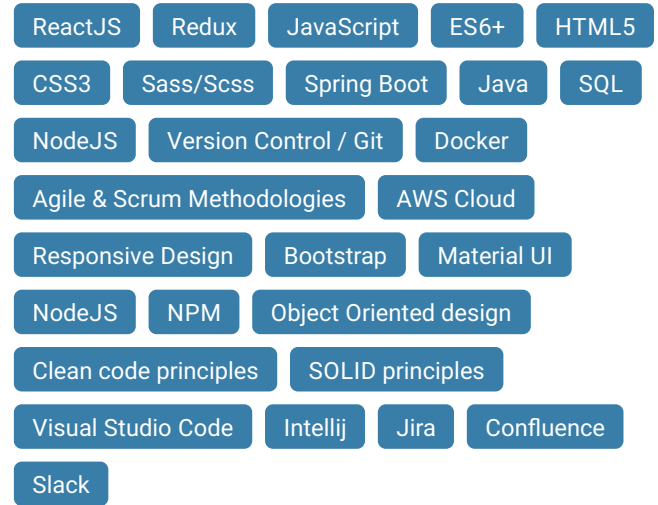 ReactJS Redux JavaScript ES6+ HTML5
CSS3 Sass/Scss Spring Boot Java SQL
NodeJS Version Control / Git Docker
Agile & Scrum Methodologies AWS Cloud
Responsive Design Bootstrap Material UI
NodeJS NPM Object Oriented design
Clean code principles SOLID principles
Visual Studio Code Intellij Jira Confluence
Slack